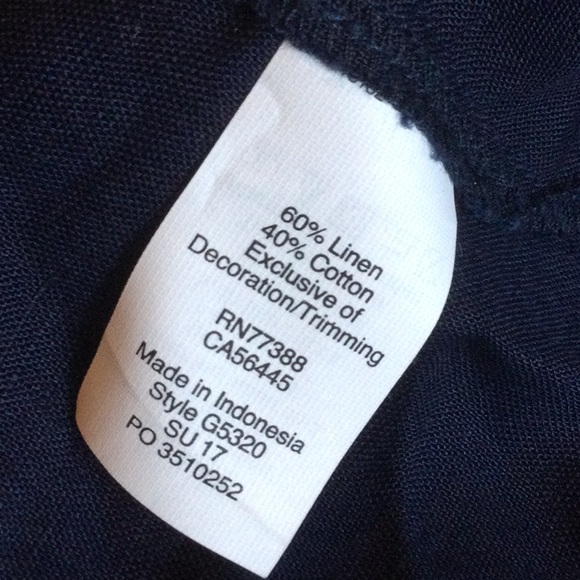 60% Linen
40% Cotton
Exclusive of
Decoration/Trimming
RN77388
CA56445
Made in Indonesia
Style G5320
SU 17
PO 3510252